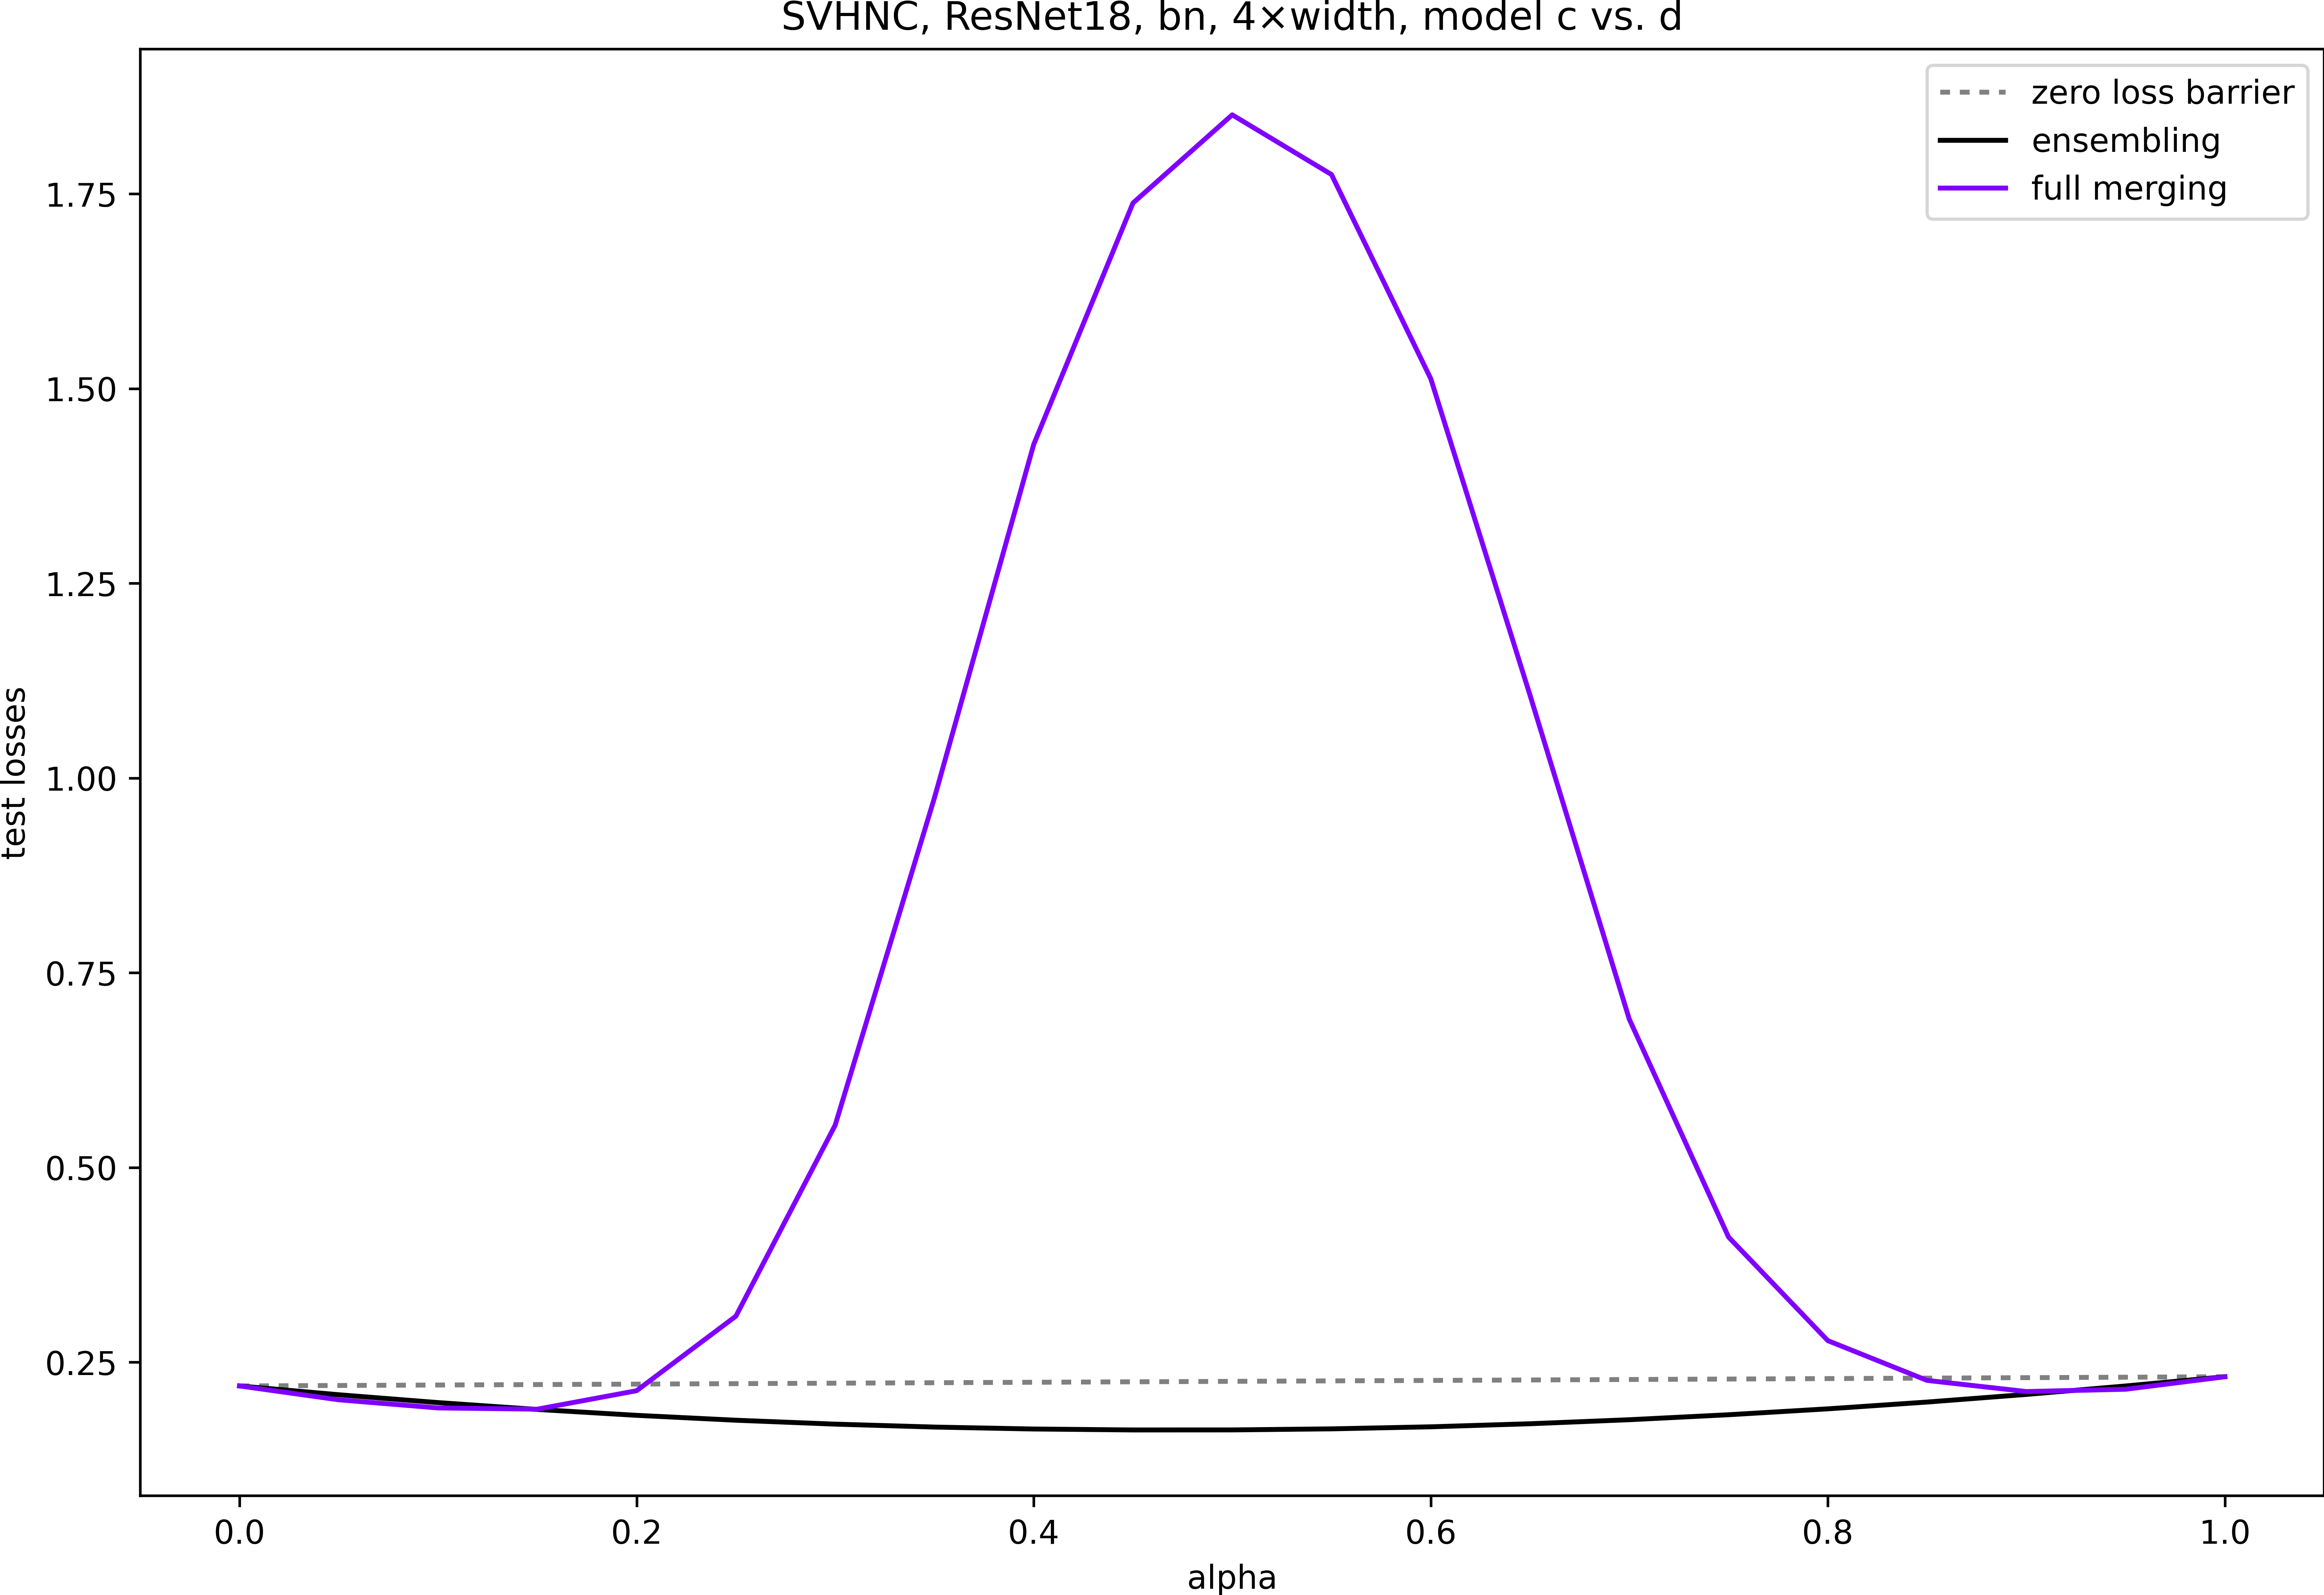 SVHNC, ResNet18, bn, 4×width, model c vs. d
zero loss barrier
ensembling
full merging
test losses
1.75
1.50
1.25
1.00
0.75
0.50
0.25
0.0 0.2 0.4 0.6 0.8 1.0
alpha